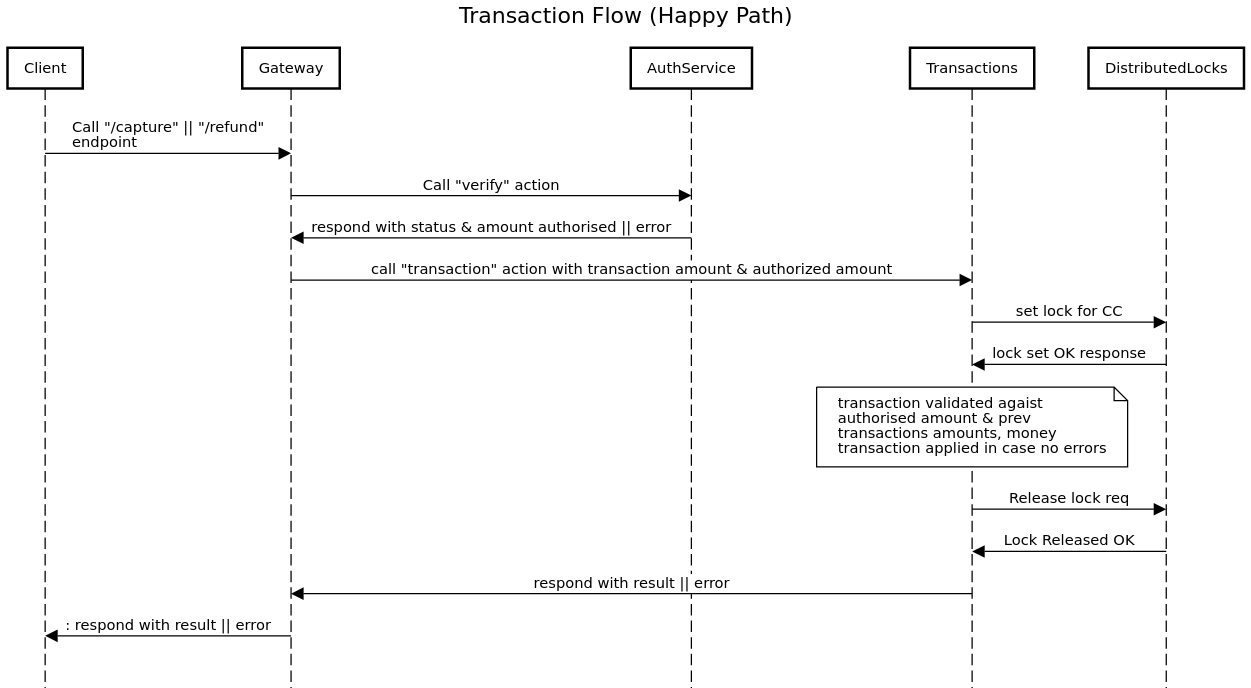 Transaction Flow (Happy Path)
Client
Gateway
AuthService
Transactions
DistributedLocks
Call "/capture" || "/refund"
endpoint
Call "verify" action
respond with status & amount authorised || error
call "transaction" action with transaction amount & authorized amount
set lock for CC
lock set OK response
transaction validated agaist
authorised amount & prev
transactions amounts, money
transaction applied in case no errors
Release lock req
Lock Released OK
respond with result || error
: respond with result || error